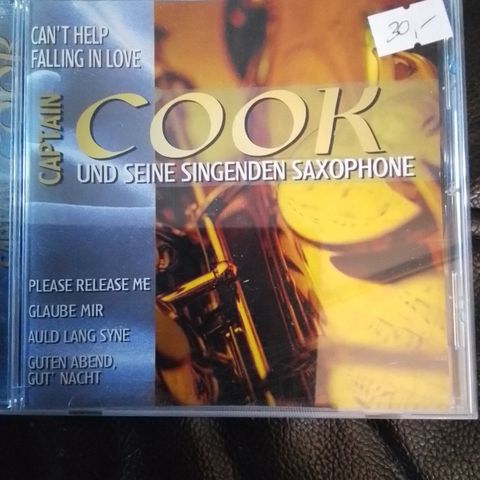 30,-
CAN'T HELP
FALLING IN LOVE
CAPTAIN
COOK
UND SEINE SINGENDEN SAXOPHONE
PLEASE RELEASE ME
GLAUBE MIR
AULD LANG SYNE
GUTEN ABEND,
GUT' NACHT